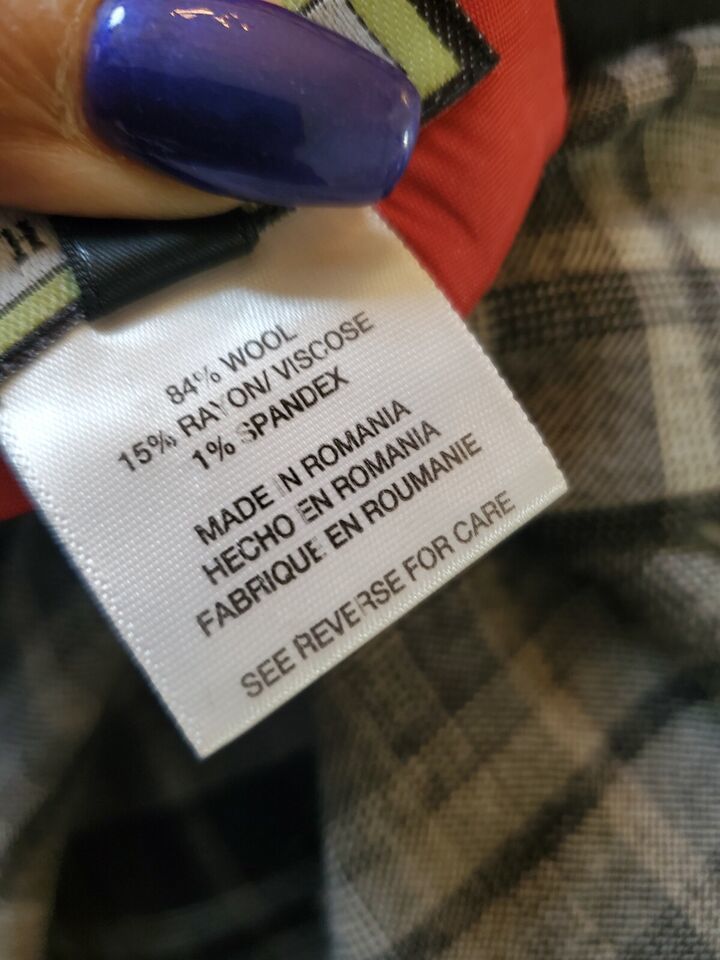 84% WOOL
15% RAYON/ VISCOSE
1% SPANDEX
MADE IN ROMANIA
HECHO EN ROMANIA
FABRIQUE EN ROUMANIE
SEE REVERSE FOR CARE